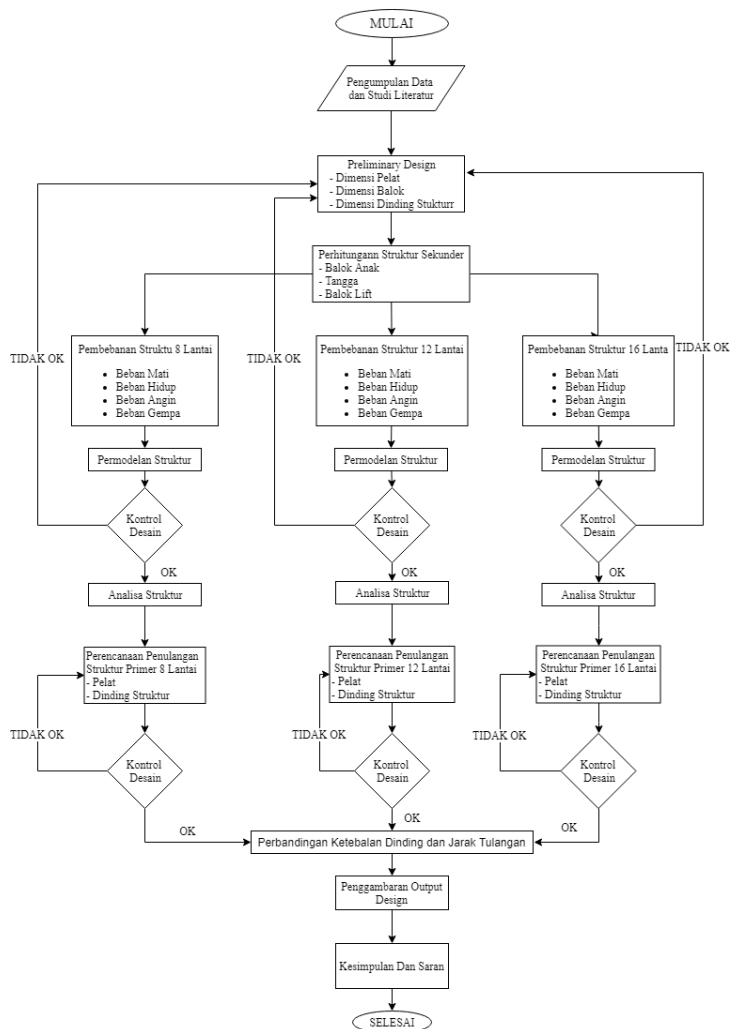 MULAI
Pengumpulan Data
dan Studi Literatur
Preliminary Design
- Dimensi Pelat
- Dimensi Balok
- Dimensi Dinding Stukturr
Perhitungann Struktur Sekunder
- Balok Anak
- Tangga
- Balok Lift
TIDAK OK
Pembebanan Struktu 8 Lantai
• Beban Mati
• Beban Hidup
• Beban Angin
• Beban Gempa
TIDAK OK
Pembebanan Struktur 12 Lantai
• Beban Mati
• Beban Hidup
• Beban Angin
• Beban Gempa
Pembebanan Struktur 16 Lanta
• Beban Mati
• Beban Hidup
• Beban Angin
• Beban Gempa
TIDAK OK
Permodelan Struktur
Permodelan Struktur
Permodelan Struktur
Kontrol
Desain
Kontrol
Desain
Kontrol
Desain
OK
OK
OK
Analisa Struktur
Analisa Struktur
Analisa Struktur
Perencanaan Penulangan
Struktur Primer 8 Lantai
- Pelat
- Dinding Struktur
Perencanaan Penulangan
Struktur Primer 12 Lantai
- Pelat
- Dinding Struktur
Perencanaan Penulangan
Struktur Primer 16 Lantai
- Pelat
- Dinding Struktur
TIDAK OK
TIDAK OK
TIDAK OK
Kontrol
Desain
Kontrol
Desain
Kontrol
Desain
OK
OK
OK
Perbandingan Ketebalan Dinding dan Jarak Tulangan
Penggambaran Output
Design
Kesimpulan Dan Saran
SELESAI